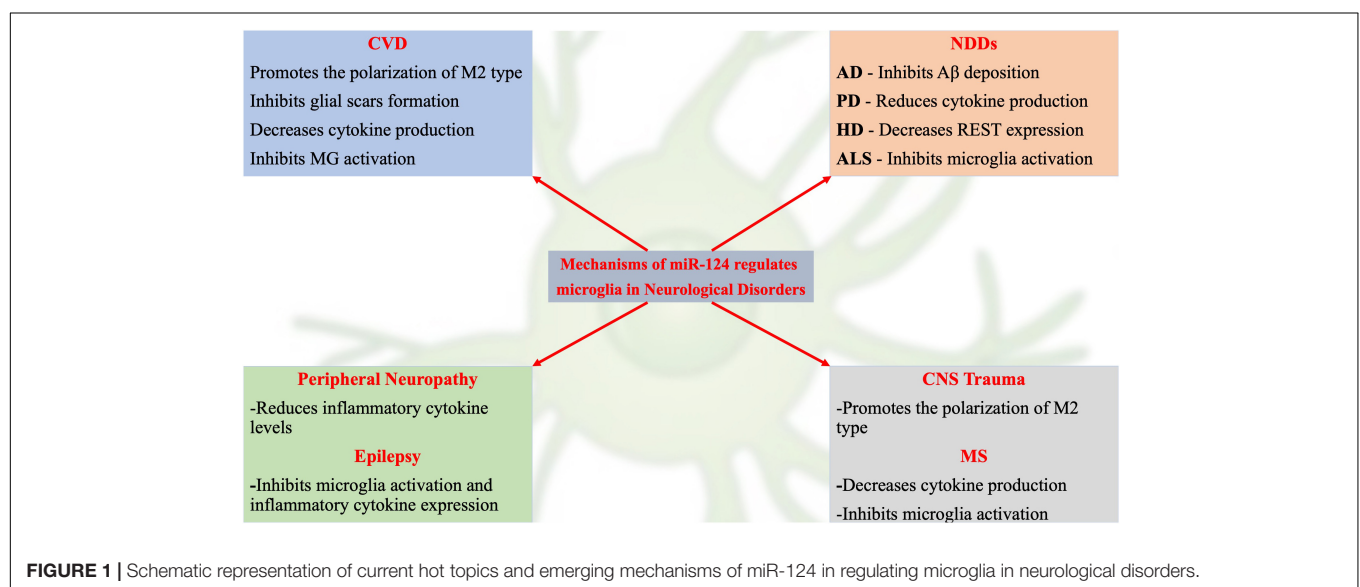 CVD
Promotes the polarization of M2 type
Inhibits glial scars formation
Decreases cytokine production
Inhibits MG activation
NDDs
AD - Inhibits Aβ deposition
PD - Reduces cytokine production
HD - Decreases REST expression
ALS - Inhibits microglia activation
Mechanisms of miR-124 regulates
microglia in Neurological Disorders
Peripheral Neuropathy
-Reduces inflammatory cytokine
levels
Epilepsy
-Inhibits microglia activation and
inflammatory cytokine expression
CNS Trauma
-Promotes the polarization of M2
type
MS
-Decreases cytokine production
-Inhibits microglia activation
FIGURE 1 | Schematic representation of current hot topics and emerging mechanisms of miR-124 in regulating microglia in neurological disorders.